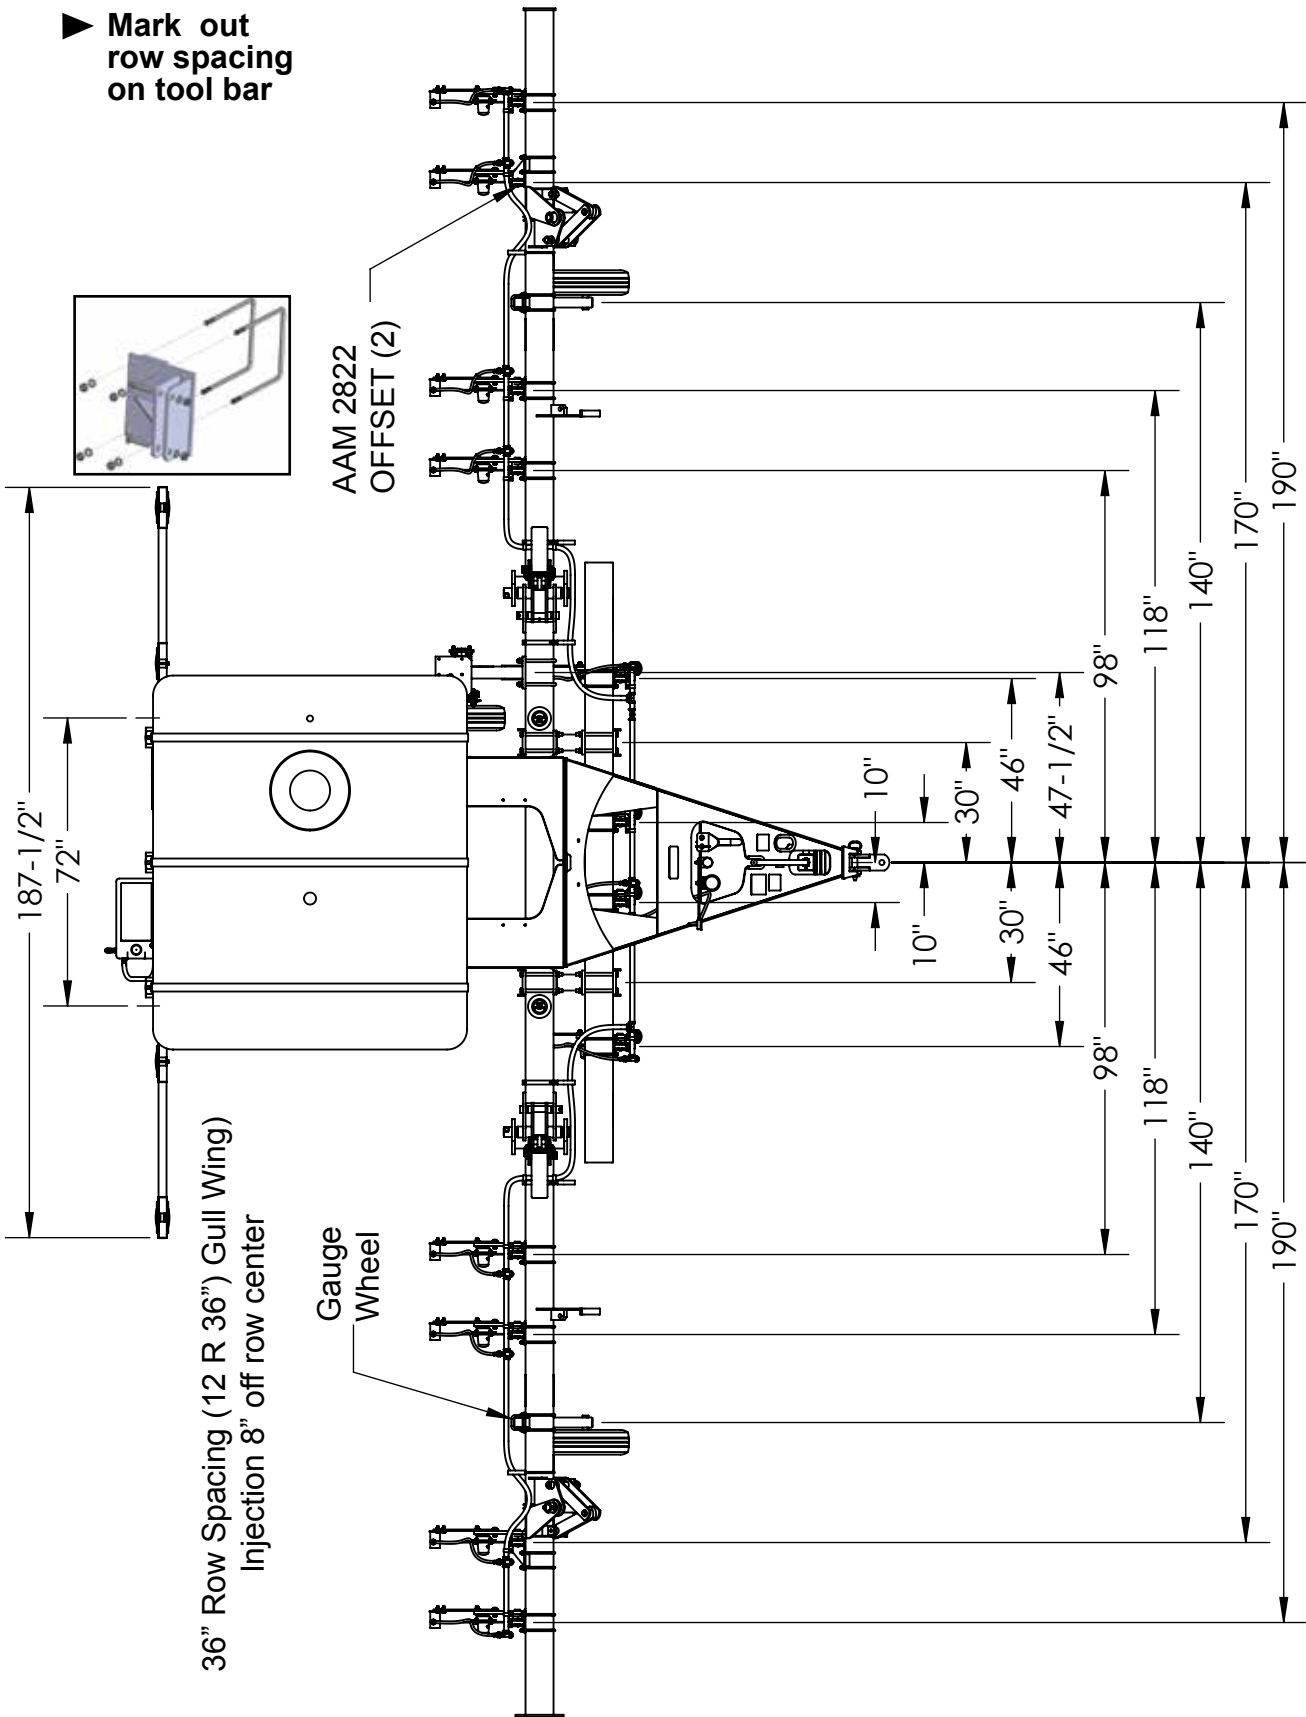 ▶ Mark out
row spacing
on tool bar
AAM 2822
OFFSET (2)
187-1/2"
72"
36” Row Spacing (12 R 36”) Gull Wing)
Injection 8” off row center
Gauge
Wheel
10"
30"
46"
47-1/2"
98"
118"
140"
170"
190"
10"
30"
46"
98"
118"
140"
170"
190"